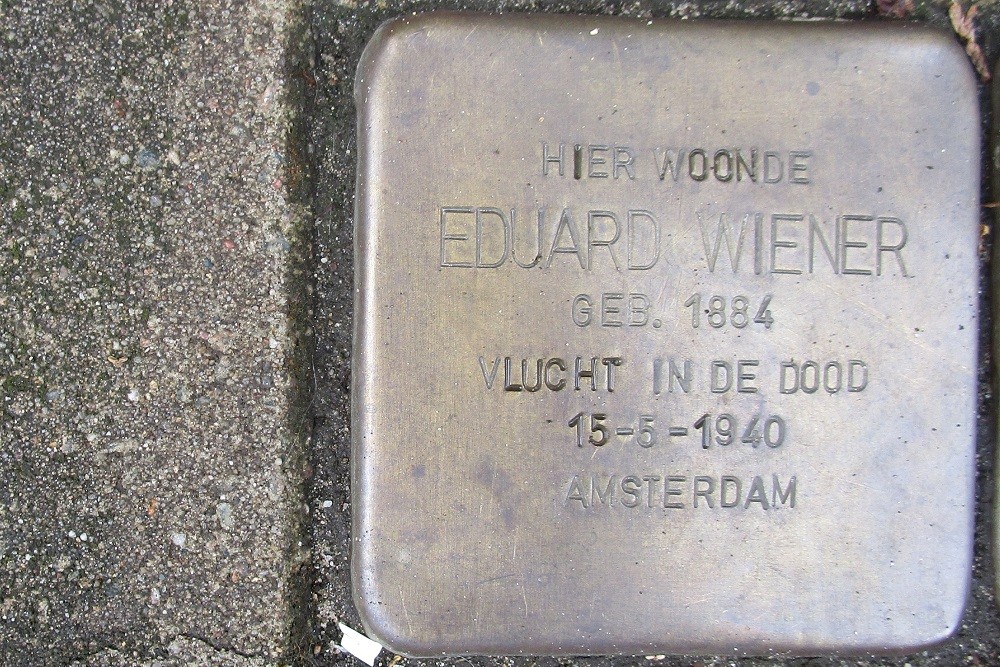 HIER WOONDE
EDUARD WIENER
GEB. 1884
VLUCHT IN DE DOOD
15-5-1940
AMSTERDAM